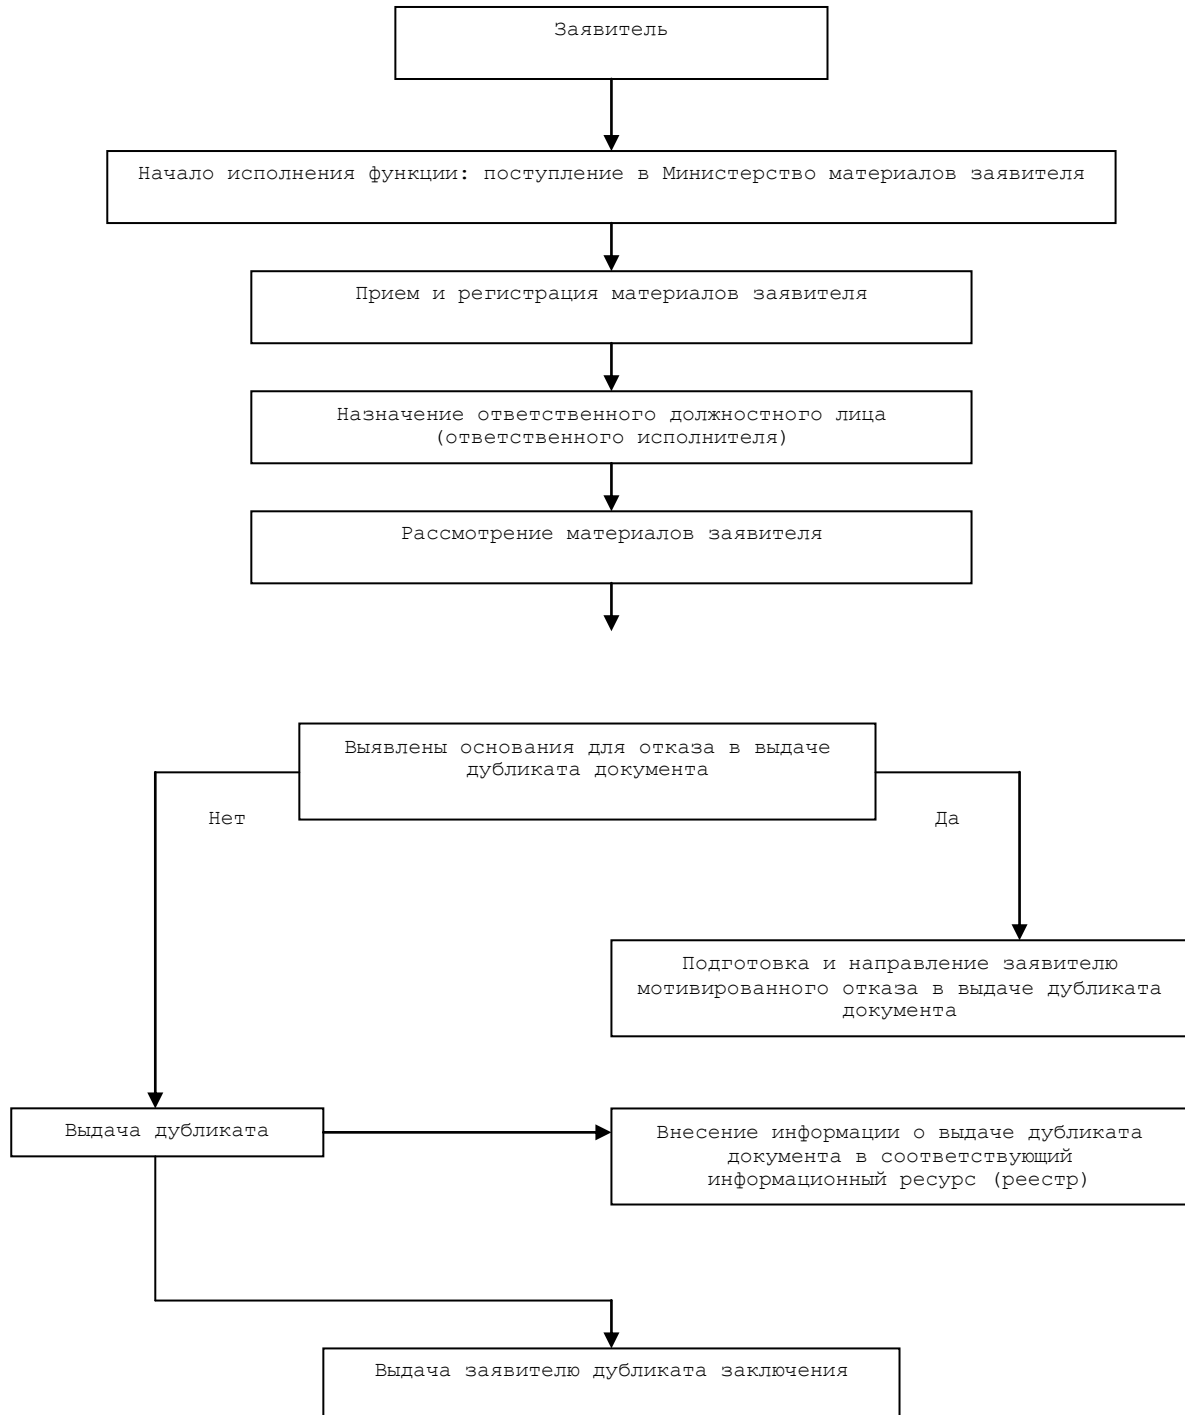 Заявитель
Начало исполнения функции: поступление в Министерство материалов заявителя
Прием и регистрация материалов заявителя
Назначение ответственного должностного лица
(ответственного исполнителя)
Рассмотрение материалов заявителя
Выявлены основания для отказа в выдаче
дубликата документа
Нет
Да
Подготовка и направление заявителю
мотивированного отказа в выдаче дубликата
документа
Выдача дубликата
Внесение информации о выдаче дубликата
документа в соответствующий
информационный ресурс (реестр)
Выдача заявителю дубликата заключения